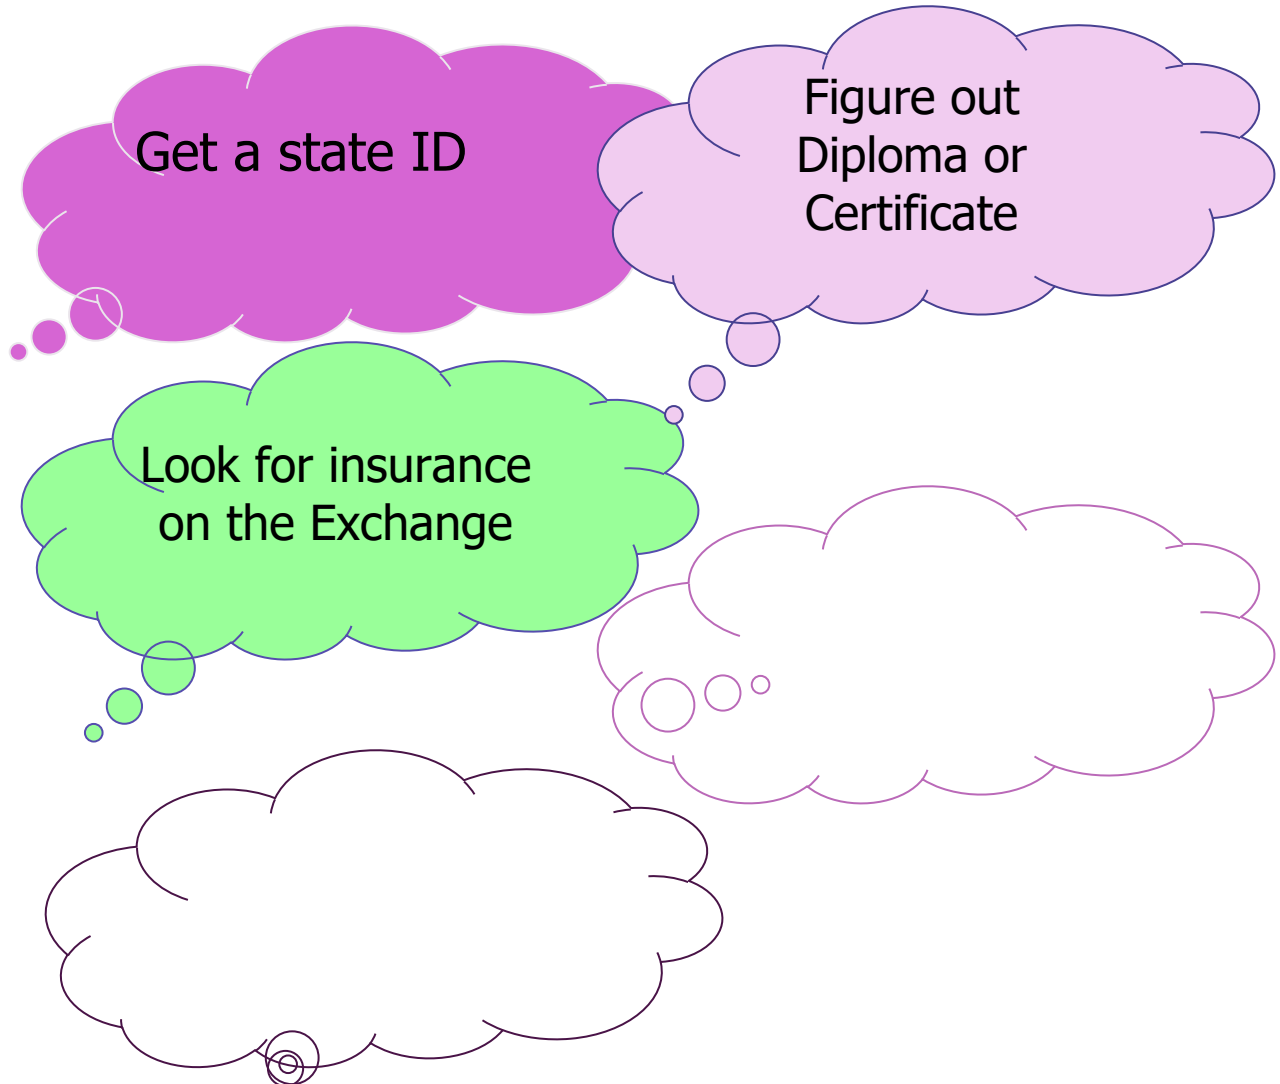 Get a state ID
Figure out
Diploma or
Certificate
Look for insurance
on the Exchange